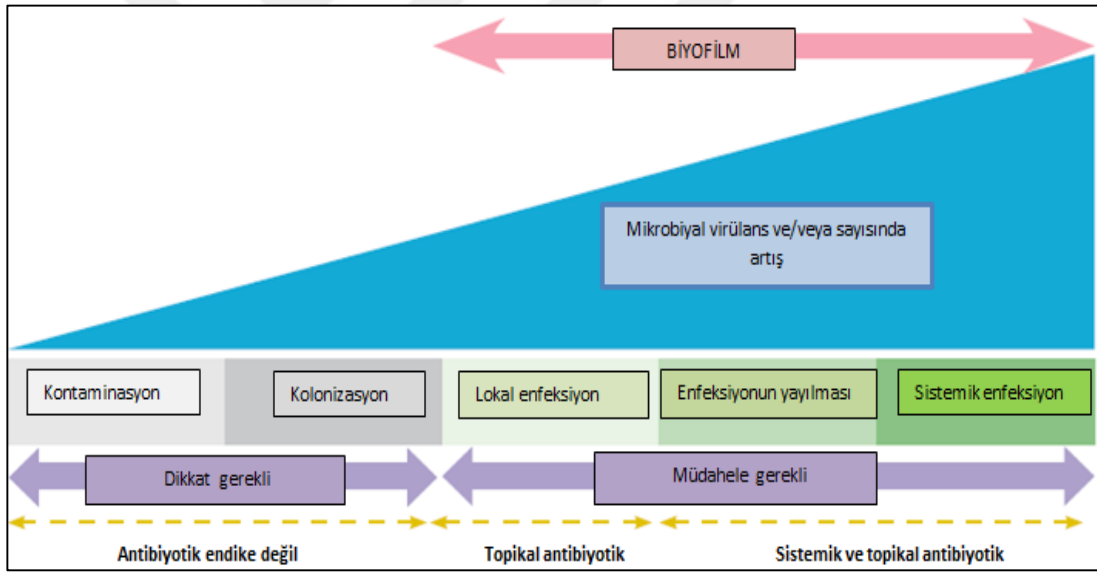 BİYOFİLM
Mikrobiyal virülans ve/veya sayısında
artış
Kontaminasyon
Kolonizasyon
Lokal enfeksiyon
Enfeksiyonun yayılması
Sistemik enfeksiyon
Dikkat gerekli
Müdahele gerekli
Antibiyotik endike değil
Topikal antibiyotik
Sistemik ve topikal antibiyotik